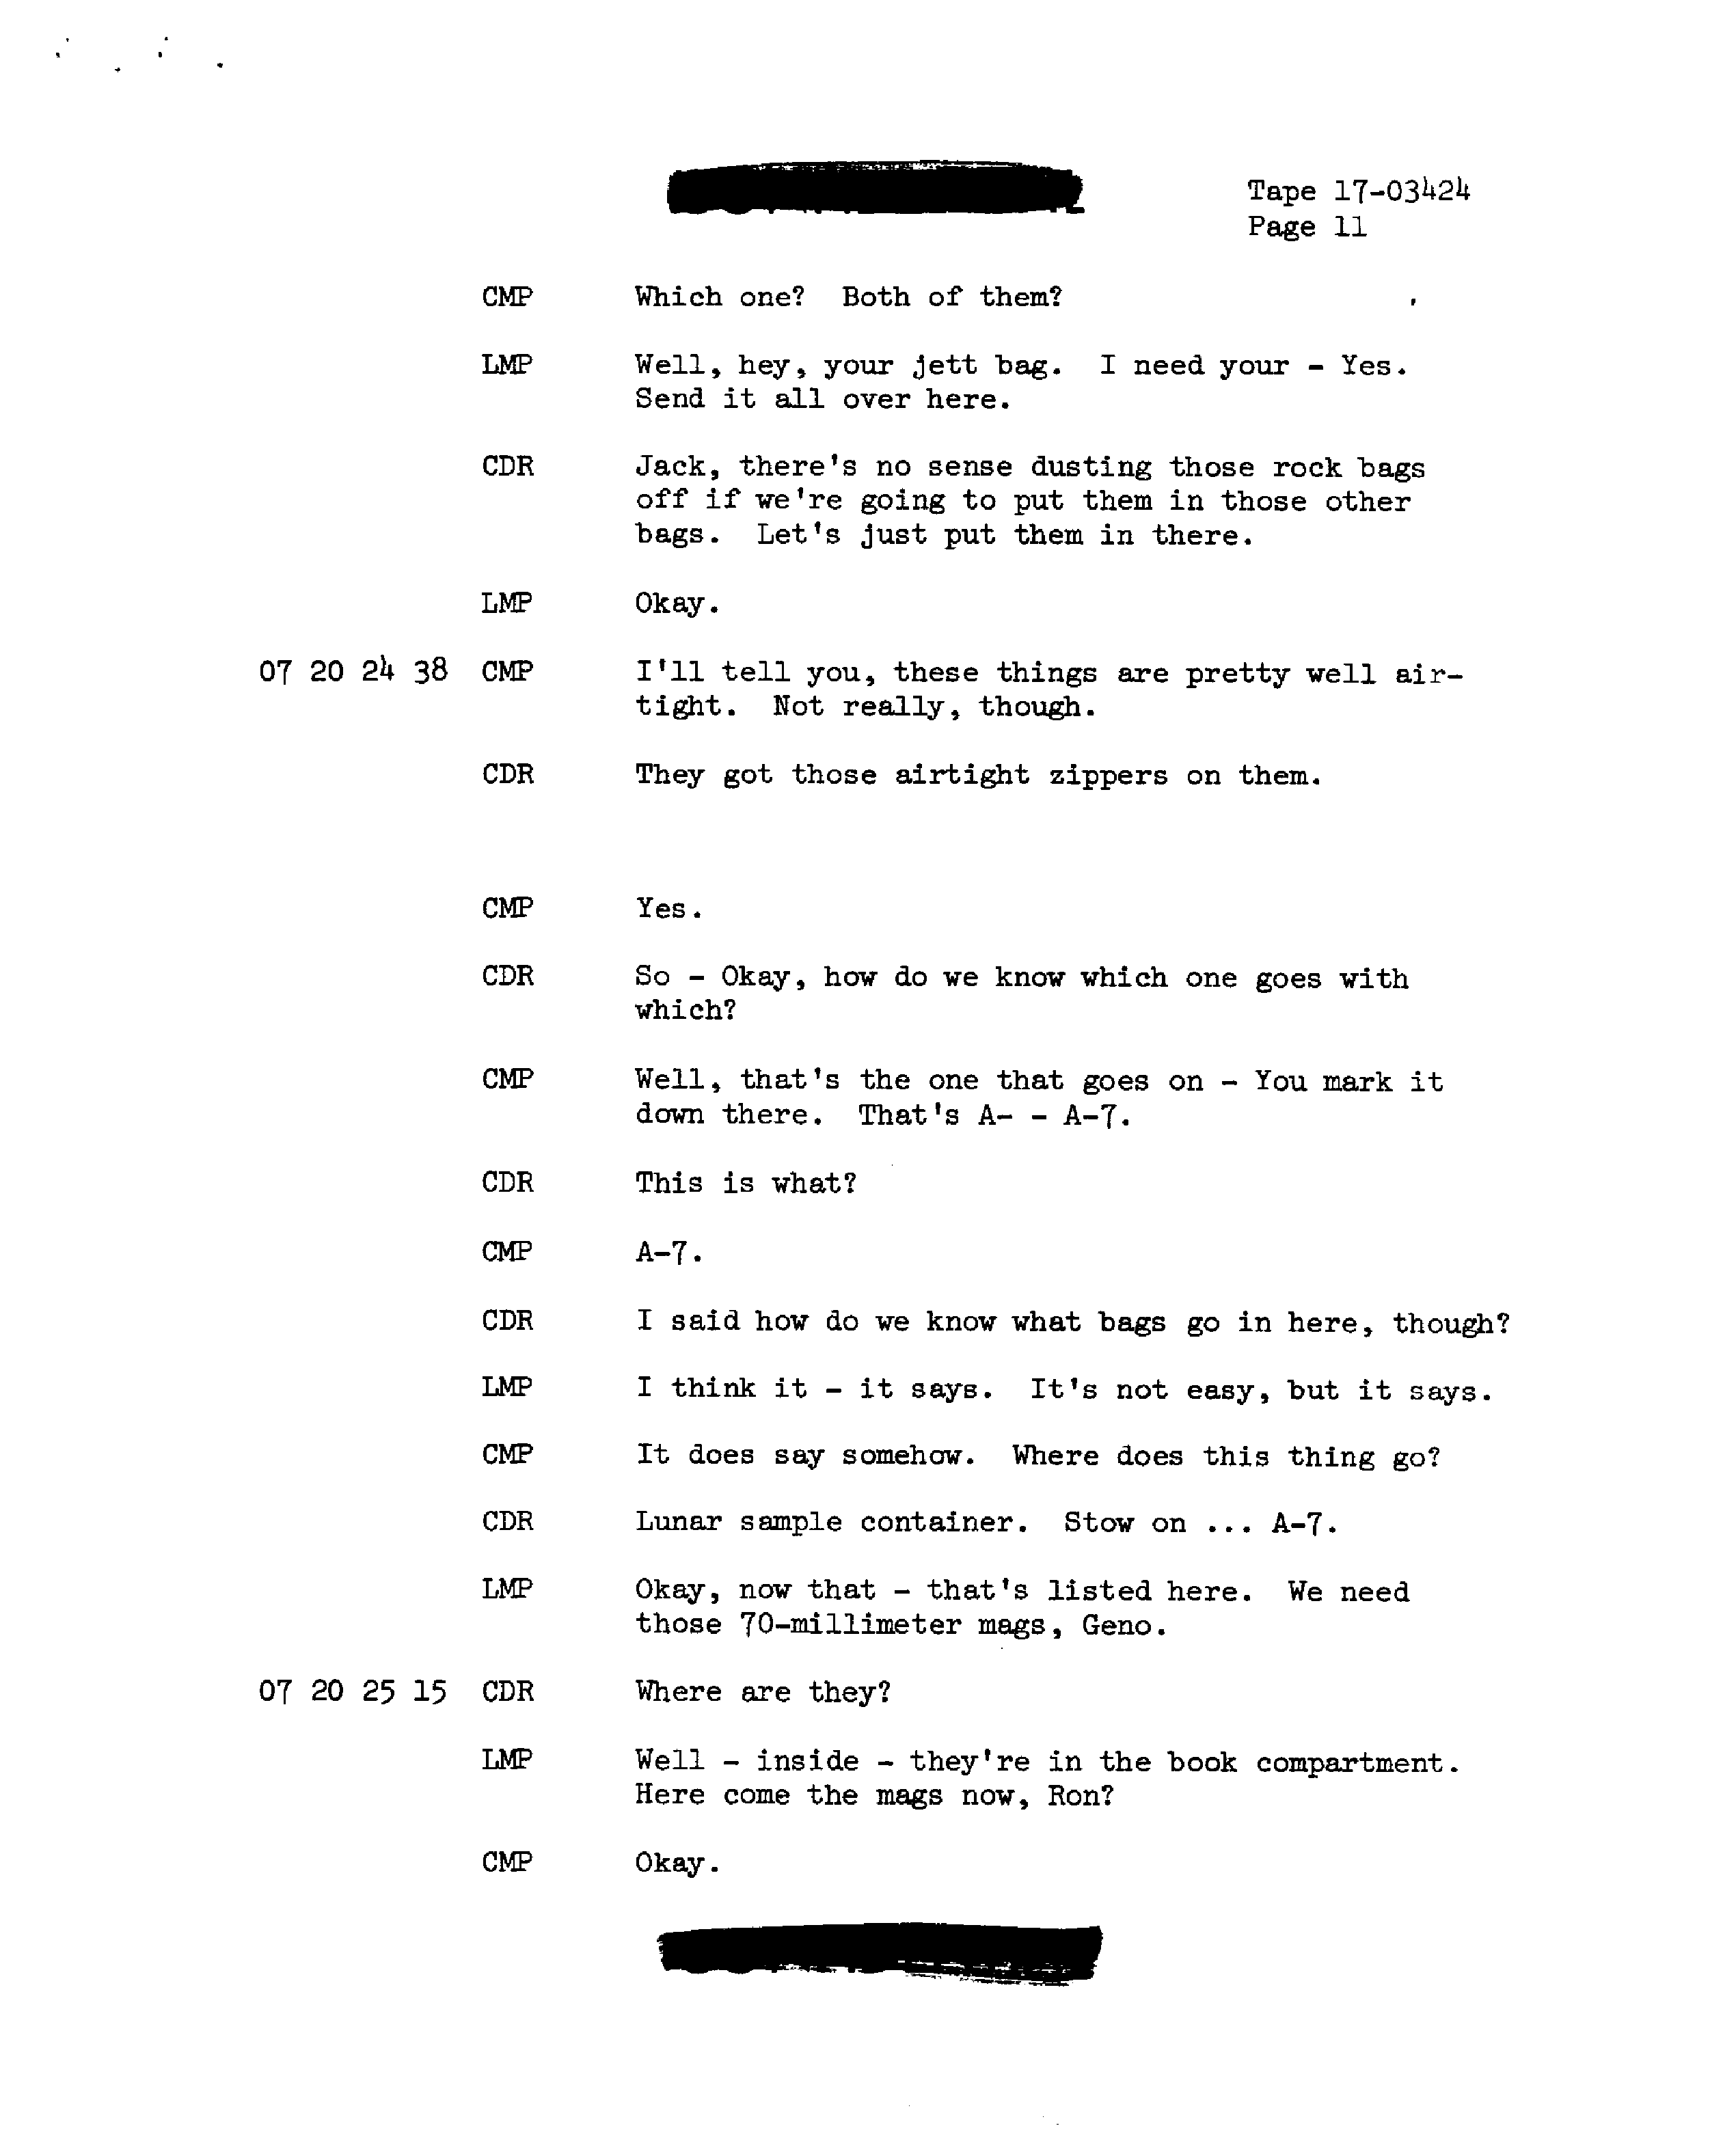 Tape 17-03424
Page 11
CMP Which one? Both of them?
LMP Well, hey, your jett bag. I need your - Yes.
Send it all over here.
CDR Jack, there's no sense dusting those rock bags
off if we're going to put them in those other
bags. Let's just put them in there.
LMP Okay.
07 20 24 38 CMP I'll tell you, these things are pretty well air-
tight. Not really, though.
CDR They got those airtight zippers on them.
CMP Yes.
CDR So - Okay, how do we know which one goes with
which?
CMP Well, that's the one that goes on - You mark it
down there. That's A- - A-7.
CDR This is what?
CMP A-7.
CDR I said how do we know what bags go in here, though?
LMP I think it - it says. It's not easy, but it says.
CMP It does say somehow. Where does this thing go?
CDR Lunar sample container. Stow on ... A-7.
LMP Okay, now that - that's listed here. We need
those 70-millimeter mags, Geno.
07 20 25 15 CDR Where are they?
LMP Well - inside - they're in the book compartment.
Here come the mags now, Ron?
CMP Okay.